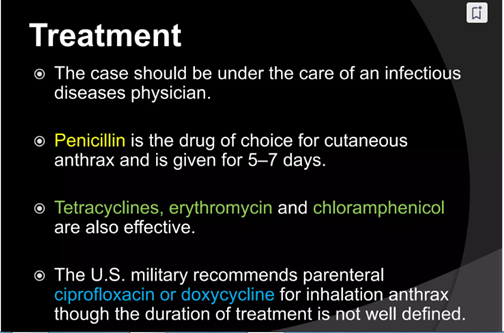 Treatment
The case should be under the care of an infectious
diseases physician.
Penicillin is the drug of choice for cutaneous
anthrax and is given for 5–7 days.
Tetracyclines, erythromycin and chloramphenicol
are also effective.
The U.S. military recommends parenteral
ciprofloxacin or doxycycline for inhalation anthrax
though the duration of treatment is not well defined.